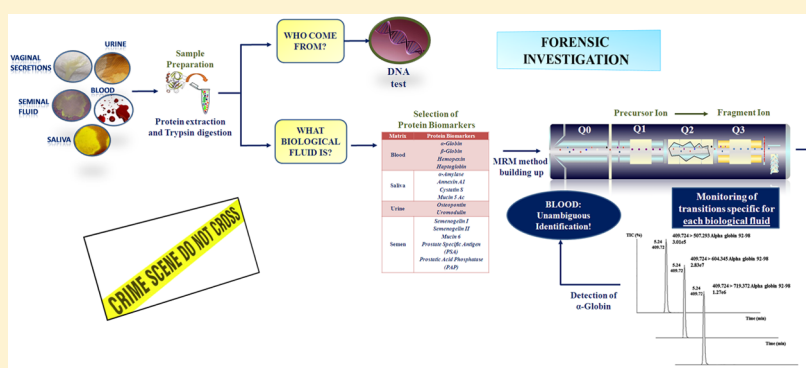 VAGINAL
SECRETIONS
URINE
BLOOD
SEMINAL
FLUID
SALIVA
Sample
Preparation
Protein extraction
and Trypsin digestion
WHO COME
FROM?
DNA
test
WHAT
BIOLOGICAL
FLUID IS?
FORENSIC
INVESTIGATION
Selection of
Protein Biomarkers
Matrix Protein Biomarkers
Blood
α-Globin
β-Globin
Hemopexin
Haptoglobin
Saliva
α-Amylase
Annexin A1
Cystatin S
Mucin 5 Ac
Urine
Osteopontin
Uromodulin
Semen
Semenogelin I
Semenogelin II
Mucin 6
Prostate Specific Antigen
(PSA)
Prostatic Acid Phosphatase
(PAP)
MRM method
building up
Precursor Ion
Fragment Ion
Q0 Q1 Q2 Q3
BLOOD:
Unambiguous
Identification!
Monitoring of
transitions specific for
each biological fluid
Detection of
α-Globin
TIC (%)
5.24
409.72
409.724 > 507.293 Alpha globin 92-98
3.01e5
5.24
409.72
409.724 > 604.345 Alpha globin 92-98
2.83e7
5.24
409.72
409.724 > 719.372 Alpha globin 92-98
1.27e6
Time (min)
Time (min)
Time (min)
CRIME SCENE DO NOT CROSS